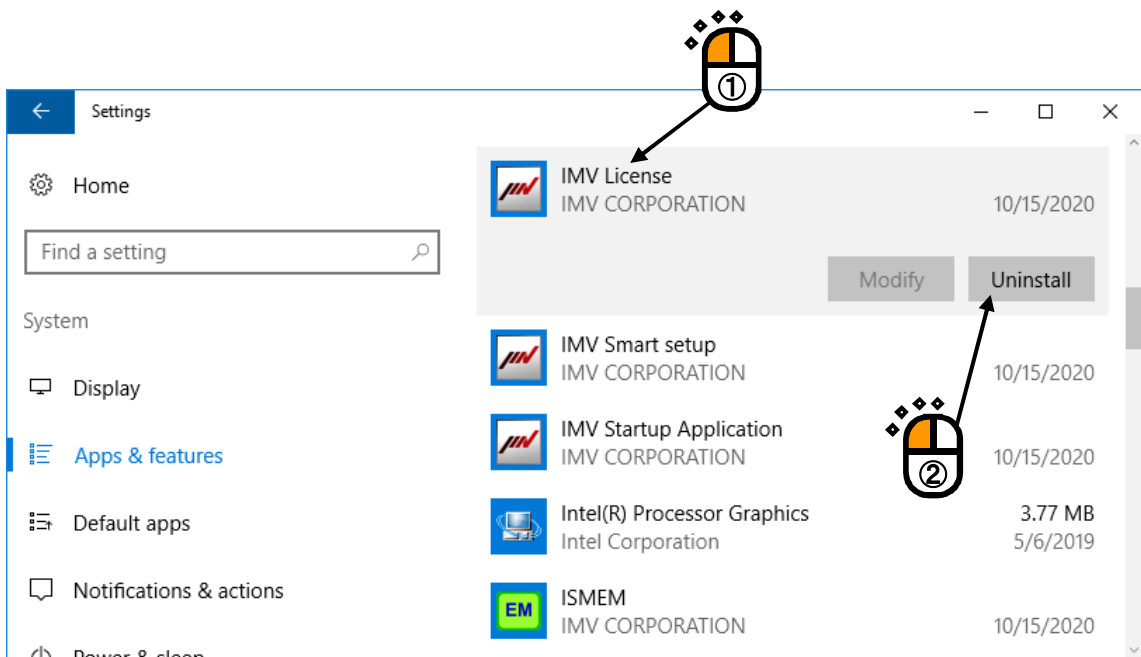 ①
Settings
Home
Find a setting
System
Display
Apps & features
Default apps
Notifications & actions
Power & sleep
IMV License
IMV CORPORATION
10/15/2020
Modify
Uninstall
IMV Smart setup
IMV CORPORATION
10/15/2020
②
IMV Startup Application
IMV CORPORATION
10/15/2020
Intel(R) Processor Graphics
3.77 MB
Intel Corporation
5/6/2019
EM
ISMEM
IMV CORPORATION
10/15/2020